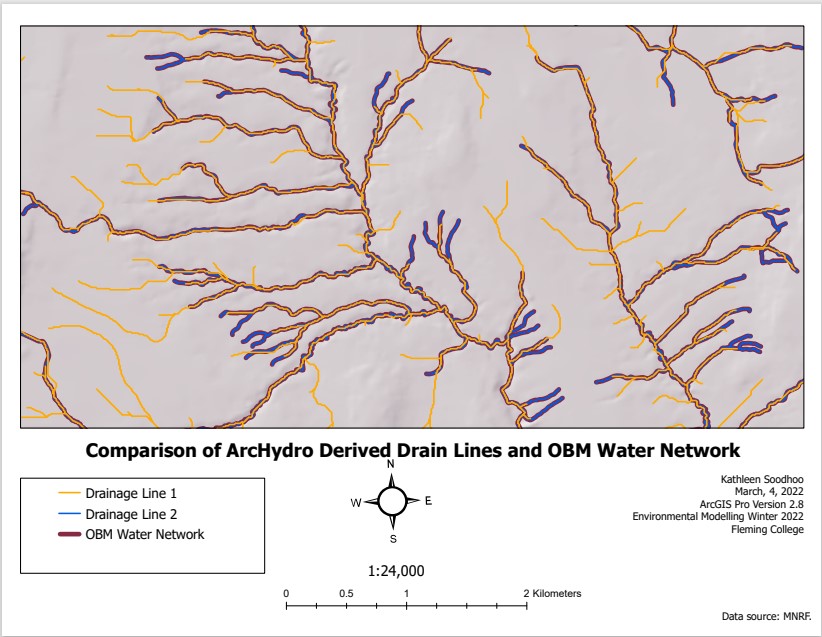 Comparison of ArcHydro Derived Drain Lines and OBM Water Network
N
W
E
S
Drainage Line 1
Drainage Line 2
OBM Water Network
Kathleen Soodhoo
March, 4, 2022
ArcGIS Pro Version 2.8
Environmental Modelling Winter 2022
Fleming College
1:24,000
0 0.5 1 2 Kilometers
Data source: MNRF.